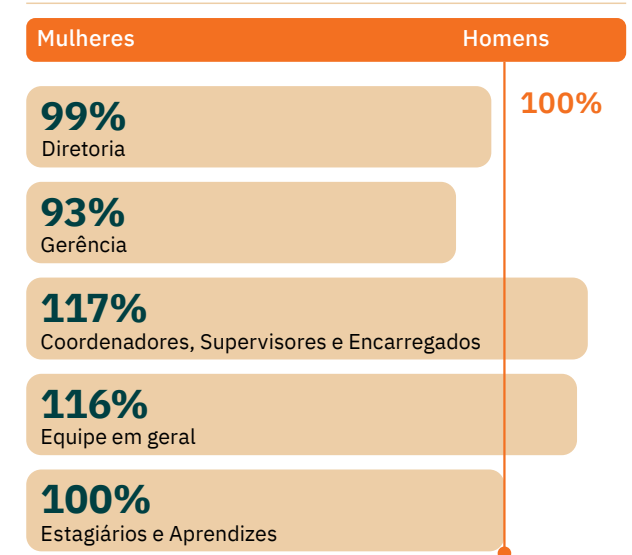 Mulheres Homens
100%
99%
Diretoria
93%
Gerência
117%
Coordenadores, Supervisores e Encarregados
116%
Equipe em geral
100%
Estagiários e Aprendizes